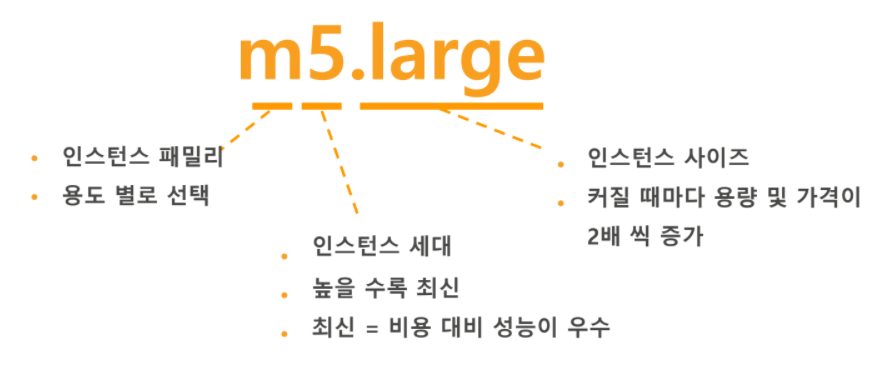 m5.large
• 인스턴스 패밀리
• 용도 별로 선택
• 인스턴스 세대
• 높을 수록 최신
• 최신 = 비용 대비 성능이 우수
• 인스턴스 사이즈
• 커질 때마다 용량 및 가격이
2배 씩 증가